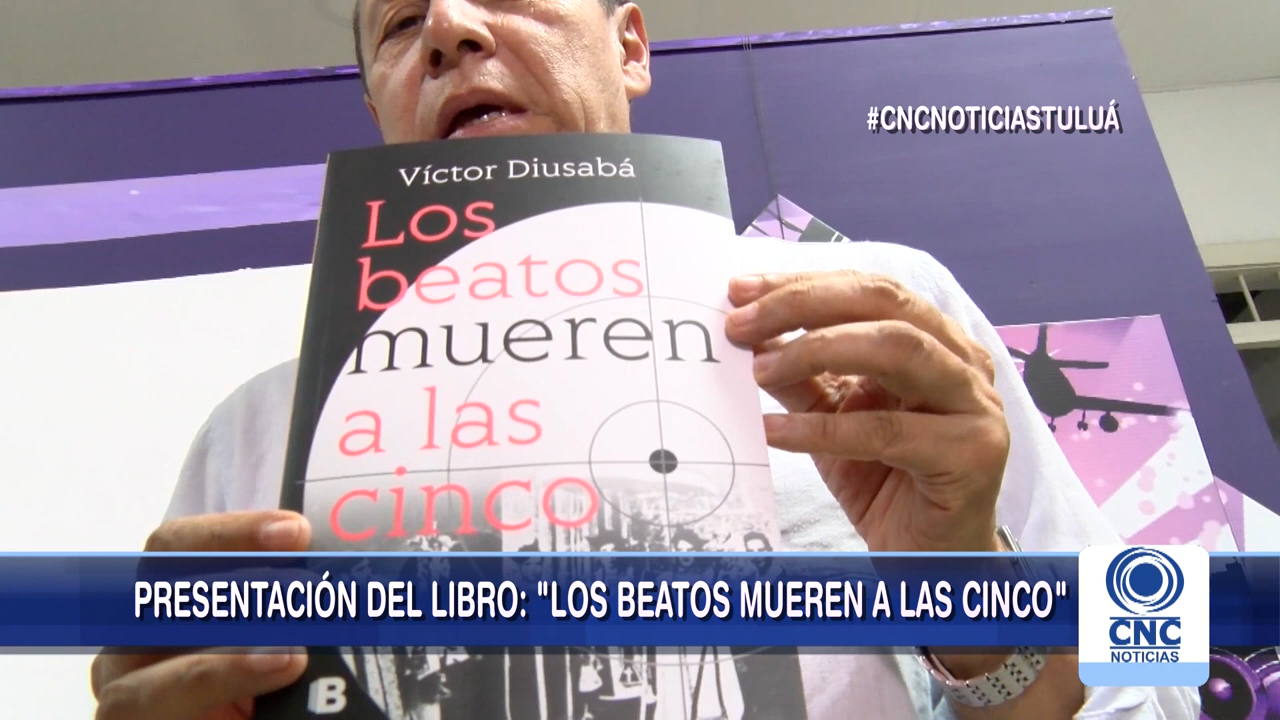 #CNCNOTICIASTULUÁ
Víctor Diusabá
Los
beatos
mueren
a las
cinco
PRESENTACIÓN DEL LIBRO: "LOS BEATOS MUEREN A LAS CINCO"
CNC
NOTICIAS
B